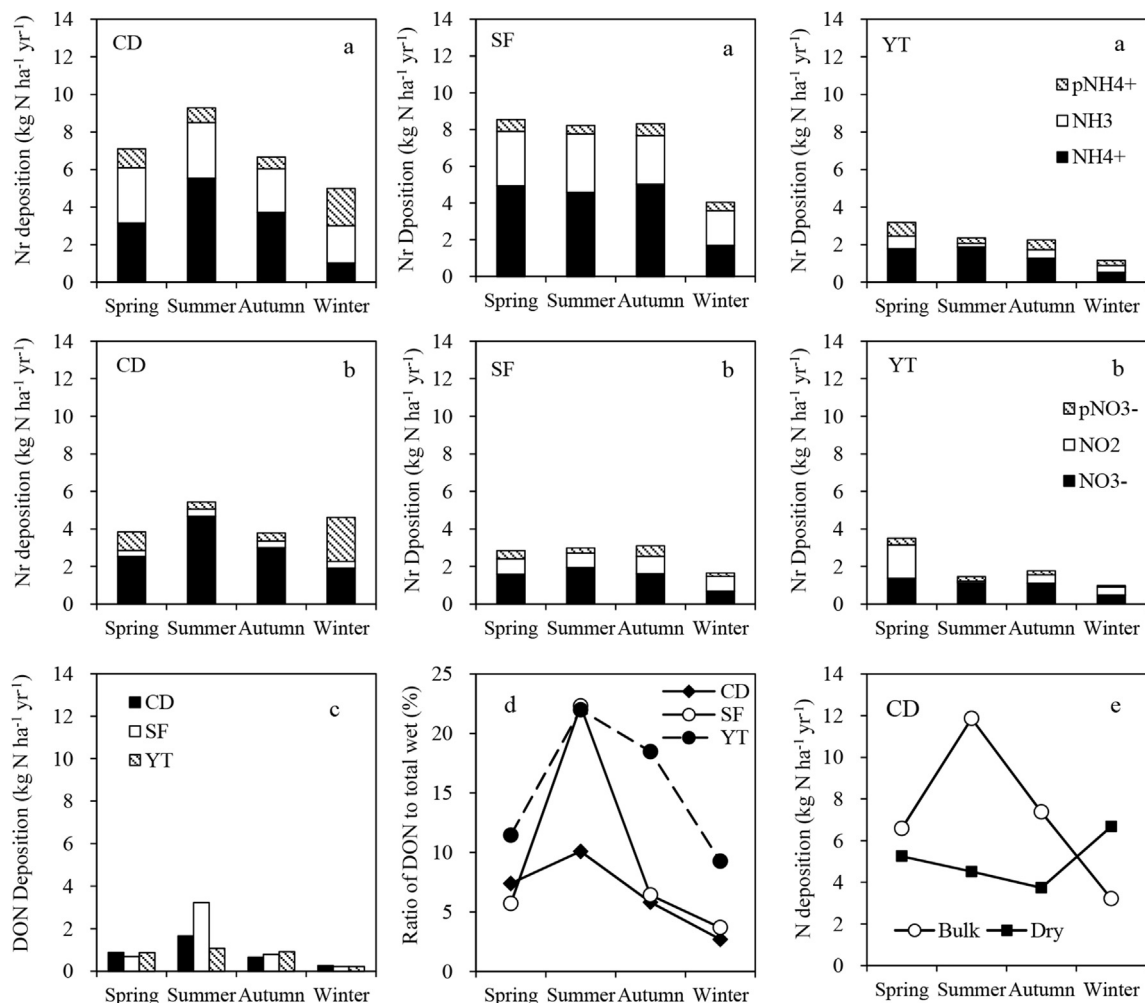 Nr deposition (kg N ha⁻¹ yr⁻¹)
14
12
10
8
6
4
2
0
CD
a
Spring Summer Autumn Winter
Nr Dposition (kg N ha⁻¹ yr⁻¹)
14
12
10
8
6
4
2
0
SF
a
Spring Summer Autumn Winter
Nr Dposition (kg N ha⁻¹ yr⁻¹)
14
12
10
8
6
4
2
0
YT
a
pNH4+
NH3
NH4+
Spring Summer Autumn Winter
Nr deposition (kg N ha⁻¹ yr⁻¹)
14
12
10
8
6
4
2
0
CD
b
Spring Summer Autumn Winter
Nr Dposition (kg N ha⁻¹ yr⁻¹)
14
12
10
8
6
4
2
0
SF
b
Spring Summer Autumn Winter
Nr Dposition (kg N ha⁻¹ yr⁻¹)
14
12
10
8
6
4
2
0
YT
b
pNO3-
NO2
NO3-
Spring Summer Autumn Winter
DON Deposition (kg N ha⁻¹ yr⁻¹)
14
12
10
8
6
4
2
0
CD
SF
YT
c
Spring Summer Autumn Winter
Ratio of DON to total wet (%)
25
20
15
10
5
0
d
CD
SF
YT
Spring Summer Autumn Winter
N deposition (kg N ha⁻¹ yr⁻¹)
14
12
10
8
6
4
2
0
CD
e
Bulk Dry
Spring Summer Autumn Winter